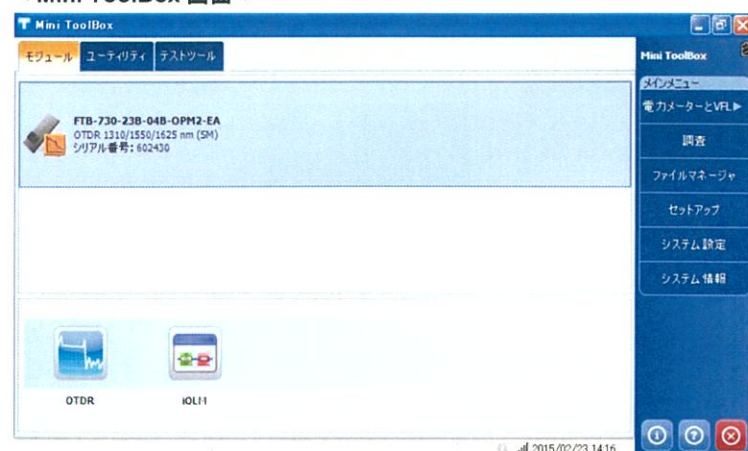 Mini ToolBox 画面
Mini ToolBox
モジュール ユーティリティ テストツール
FTB-730-23B-04B-OPM2-EA
OTDR 1310/1550/1625 nm (SM)
シリアル番号: 602430
OTDR
iOLM
2015/02/23 14:16
Mini ToolBox
メインメニュー
電力メーターとVFL
調査
ファイルマネージャ
セットアップ
システム設定
システム情報